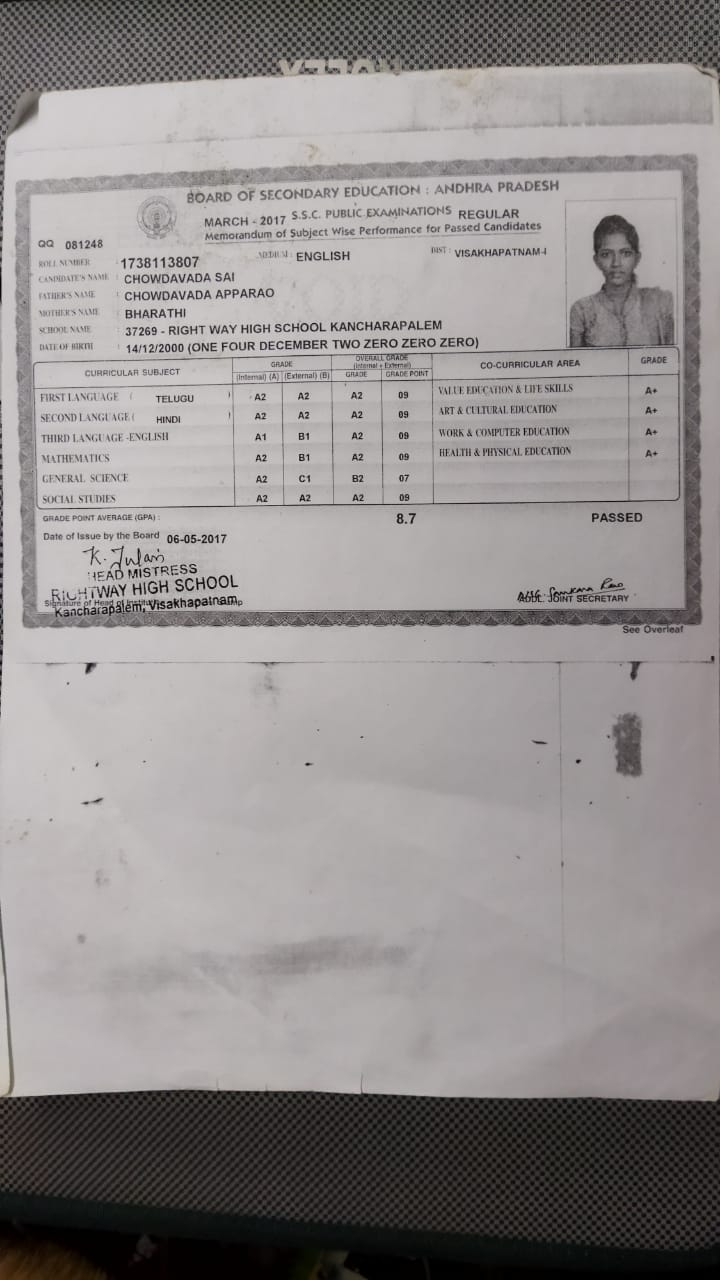 BOARD OF SECONDARY EDUCATION : ANDHRA PRADESH
MARCH - 2017 S.S.C. PUBLIC EXAMINATIONS REGULAR
Memorandum of Subject Wise Performance for Passed Candidates
QQ 081248
ROLL NUMBER : 1738113807 MEDIUM : ENGLISH DIST : VISAKHAPATNAM-I
CANDIDATE'S NAME : CHOWDAVADA SAI
FATHER'S NAME : CHOWDAVADA APPARAO
MOTHER'S NAME : BHARATHI
SCHOOL NAME : 37269 - RIGHT WAY HIGH SCHOOL KANCHARAPALEM
DATE OF BIRTH : 14/12/2000 (ONE FOUR DECEMBER TWO ZERO ZERO ZERO)
CURRICULAR SUBJECT GRADE OVERALL GRADE (Internal + External) CO-CURRICULAR AREA GRADE
(Internal) (A) (External) (B) GRADE GRADE POINT
FIRST LANGUAGE ( TELUGU ) A2 A2 A2 09 VALUE EDUCATION & LIFE SKILLS A+
SECOND LANGUAGE ( HINDI ) A2 A2 A2 09 ART & CULTURAL EDUCATION A+
THIRD LANGUAGE -ENGLISH A1 B1 A2 09 WORK & COMPUTER EDUCATION A+
MATHEMATICS A2 B1 A2 09 HEALTH & PHYSICAL EDUCATION A+
GENERAL SCIENCE A2 C1 B2 07
SOCIAL STUDIES A2 A2 A2 09
GRADE POINT AVERAGE (GPA) : 8.7 PASSED
Date of Issue by the Board 06-05-2017
HEAD MISTRESS
RIGHTWAY HIGH SCHOOL
Signature of Head of
Kancharapalem, Visakhapatnam
JOINT SECRETARY
See Overleaf